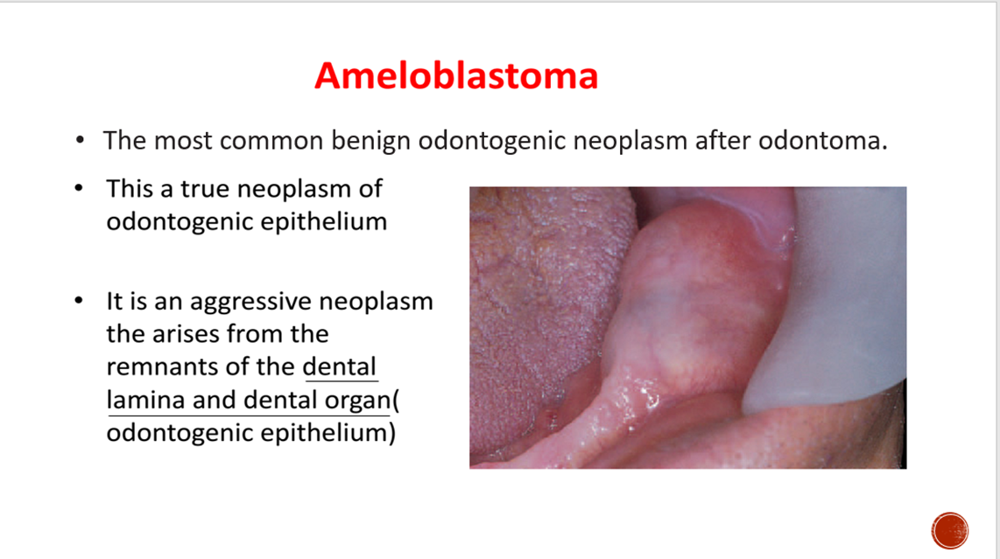 Ameloblastoma
• The most common benign odontogenic neoplasm after odontoma.
• This a true neoplasm of
odontogenic epithelium
• It is an aggressive neoplasm
the arises from the
remnants of the dental
lamina and dental organ(
odontogenic epithelium)